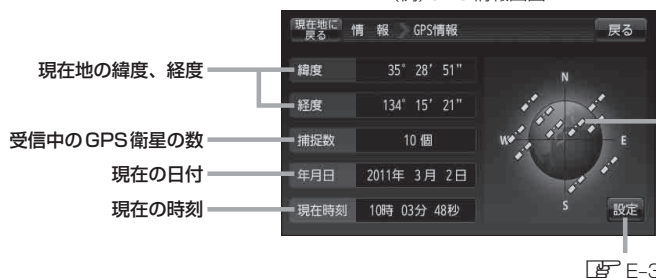 現在地に戻る 情 報 GPS情報 戻る
現在地の緯度、経度
緯度 35°28'51"
経度 134°15'21"
受信中のGPS衛星の数
捕捉数 10個
現在の日付
年月日 2011年 3月 2日
現在の時刻
現在時刻 10時 03分 48秒
N
W
E
S
設定
E-3